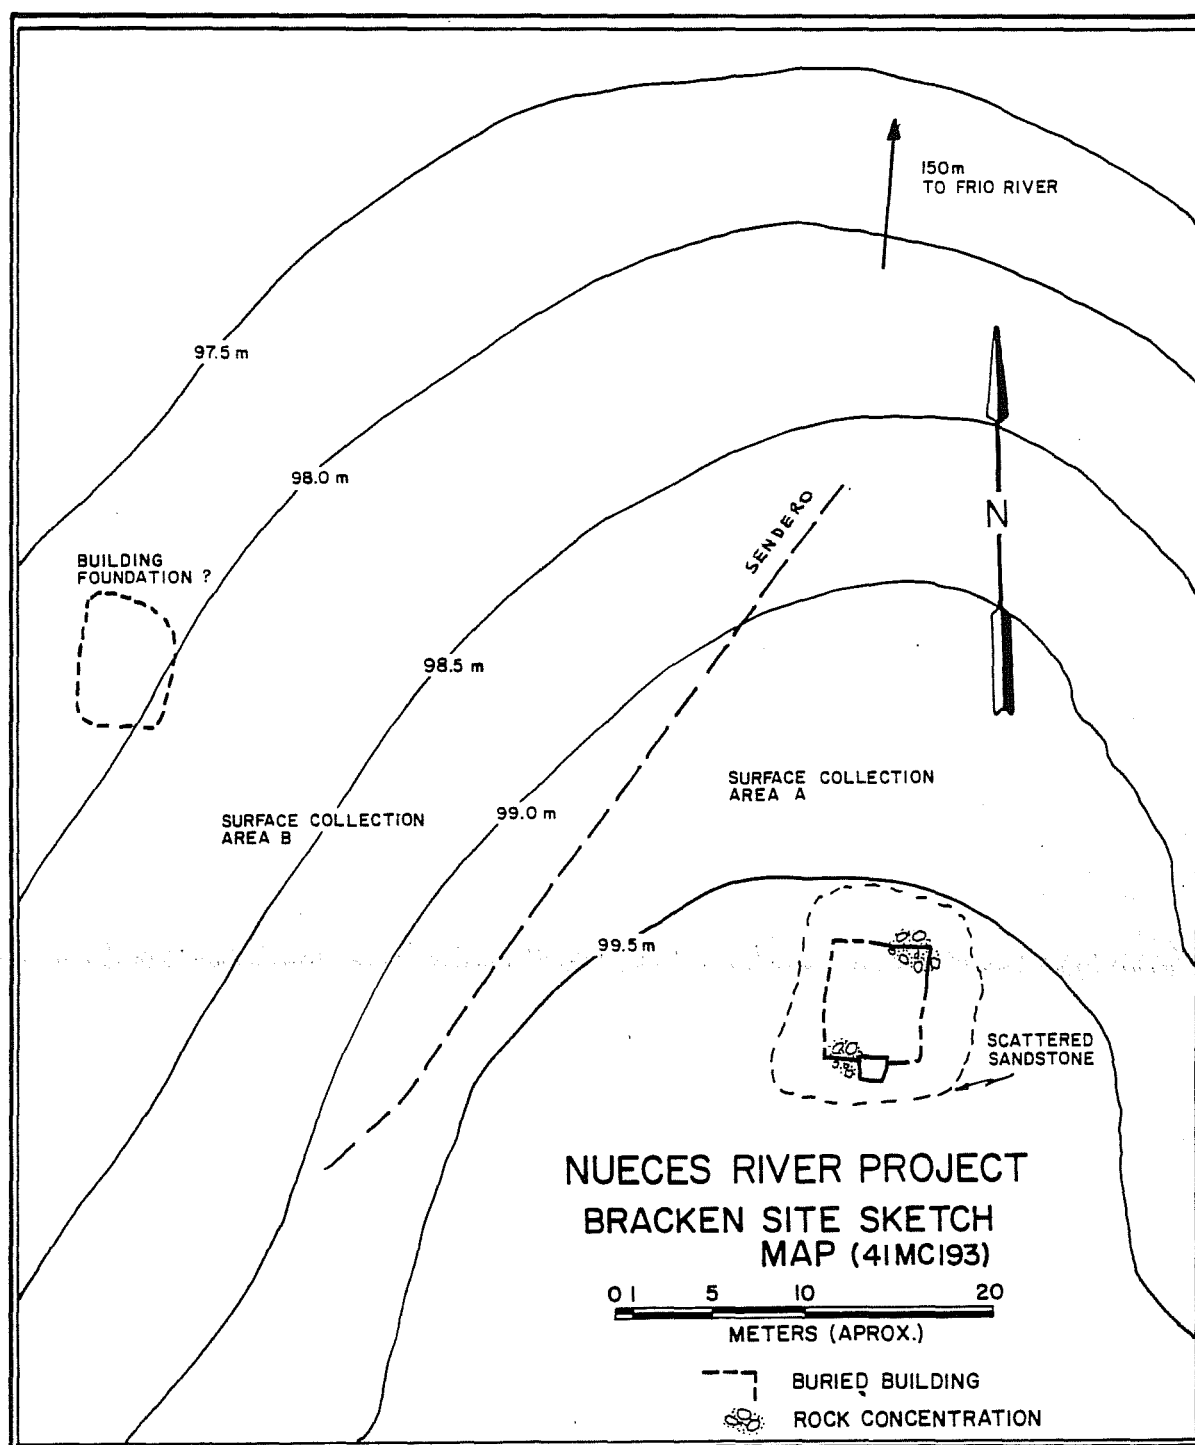 150m
TO FRIO RIVER
97.5 m
98.0 m
SENDERO
N
BUILDING
FOUNDATION ?
98.5 m
SURFACE COLLECTION
AREA A
99.0 m
SURFACE COLLECTION
AREA B
99.5 m
SCATTERED
SANDSTONE
NUECES RIVER PROJECT
BRACKEN SITE SKETCH
MAP (41MC193)
0 1 5 10 20
METERS (APROX.)
BURIED BUILDING
ROCK CONCENTRATION